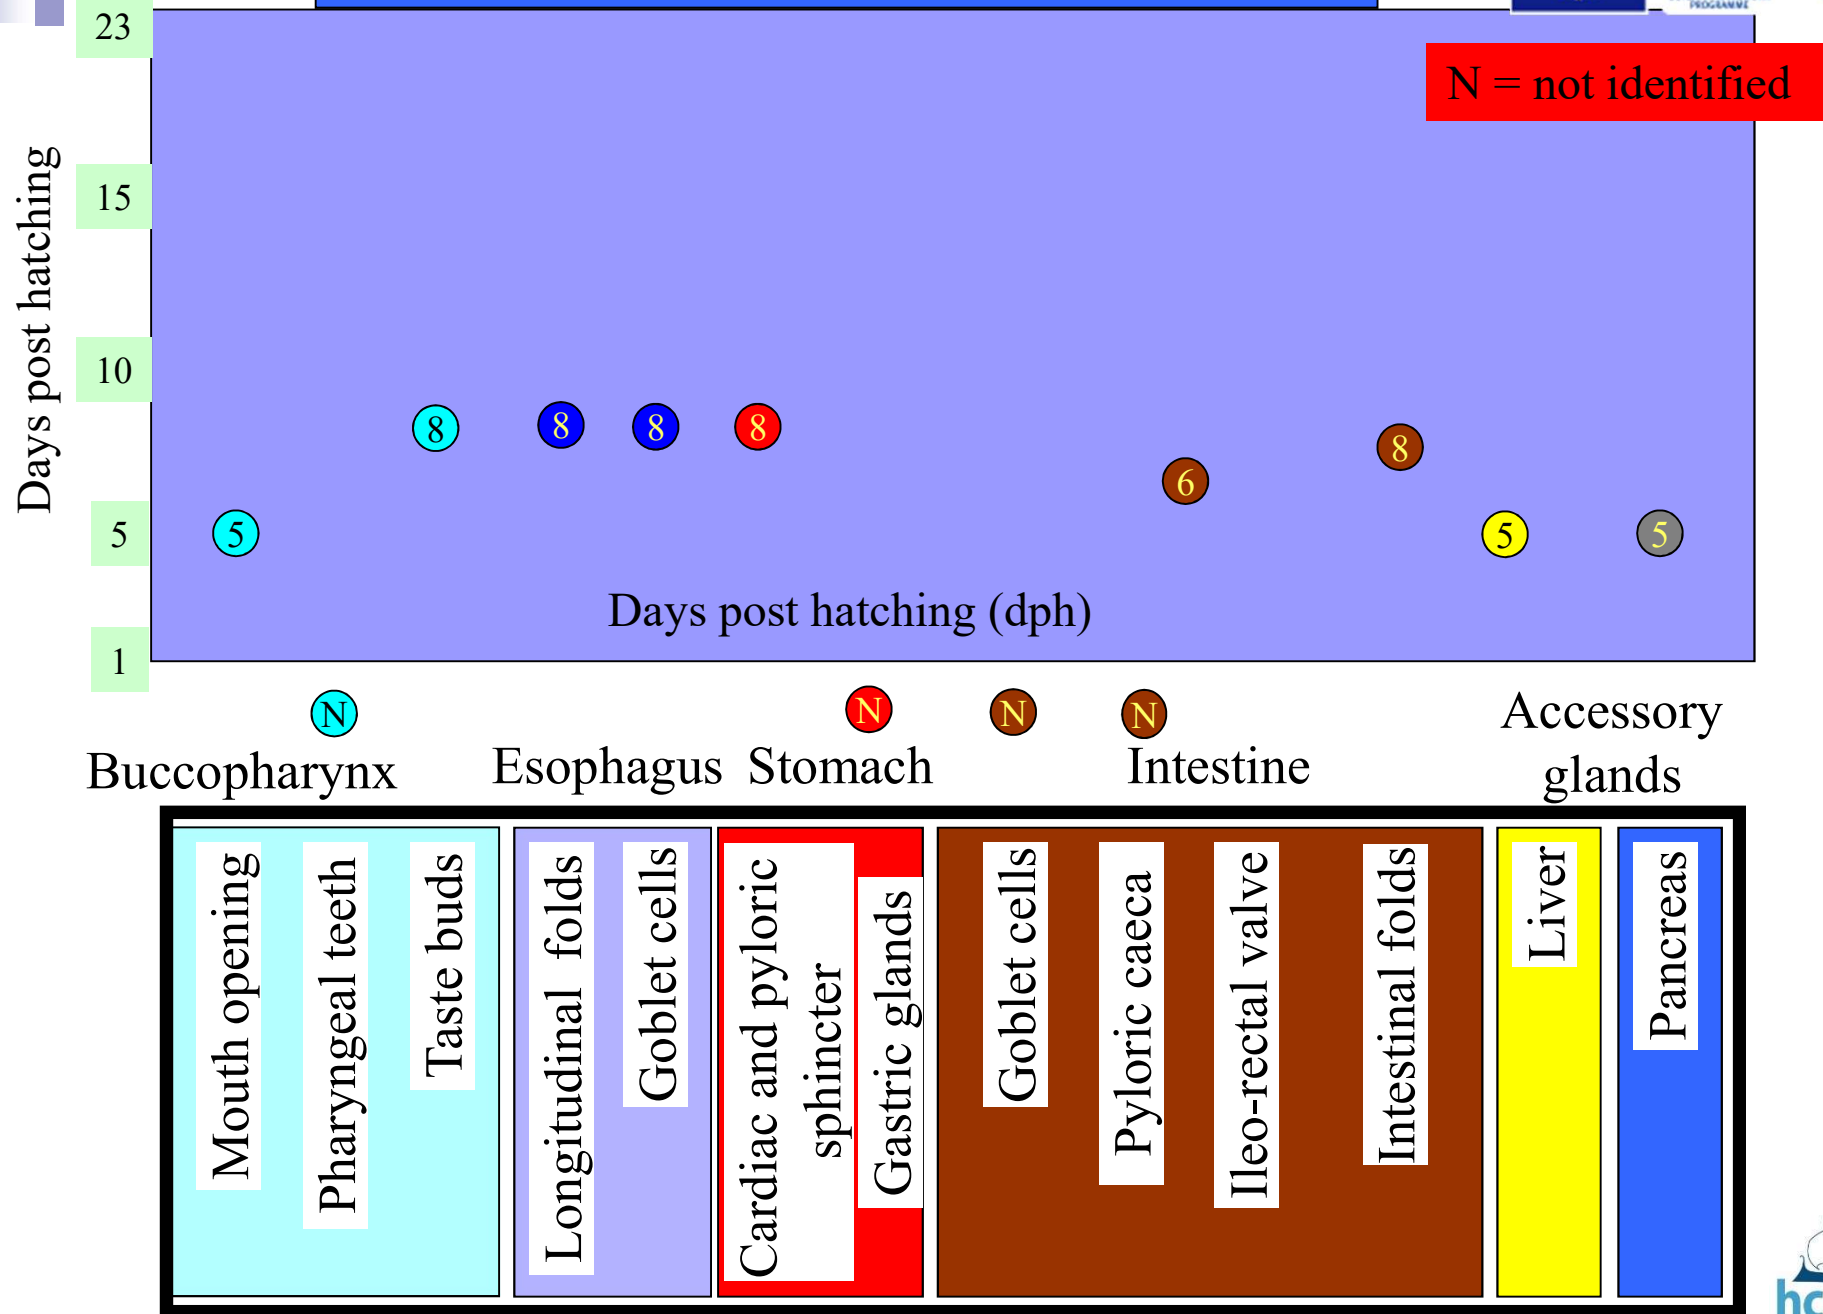 PROGRAMME
23
N = not identified
15
10
5
1
Days post hatching
8
8
8
8
8
6
5
5
5
Days post hatching (dph)
N
N
N
N
Buccopharynx
Esophagus
Stomach
Intestine
Accessory
glands
Mouth opening
Pharyngeal teeth
Taste buds
Longitudinal folds
Goblet cells
Cardiac and pyloric
sphincter
Gastric glands
Goblet cells
Pyloric caeca
Ileo-rectal valve
Intestinal folds
Liver
Pancreas